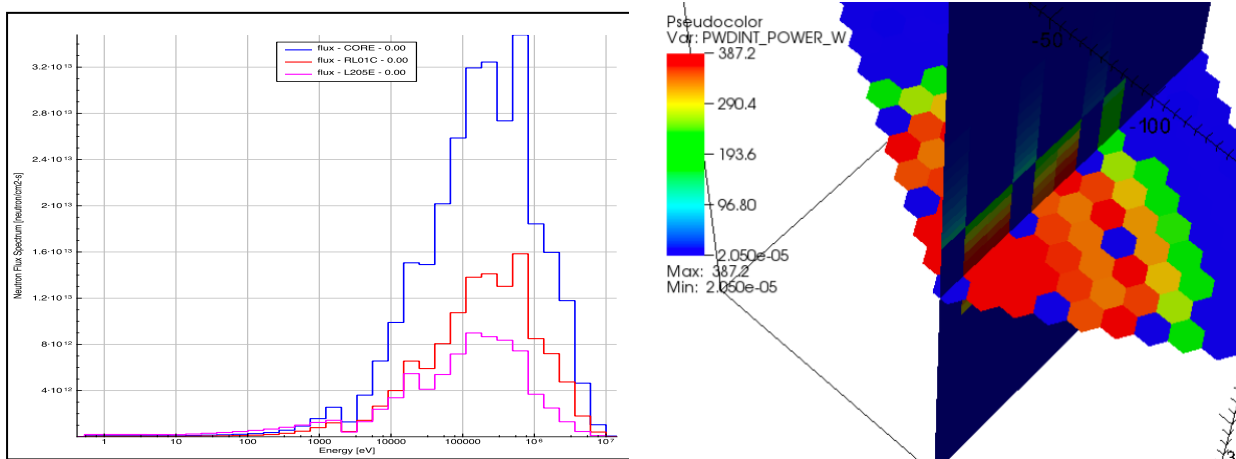 flux - CORE - 0.00
flux - RL01C - 0.00
flux - L205E - 0.00
Neutron Flux Spectrum [neutron/cm2·s]
3.2·10¹³
2.8·10¹³
2.4·10¹³
2·10¹³
1.6·10¹³
1.2·10¹³
8·10¹²
4·10¹²
1 10 100 1000 10000 100000 10⁶ 10⁷
Energy [eV]
Pseudocolor
Var: PWDINT_POWER_W
387.2
290.4
193.6
96.80
2.050e-05
Max: 387.2
Min: 2.050e-05
-50
-100